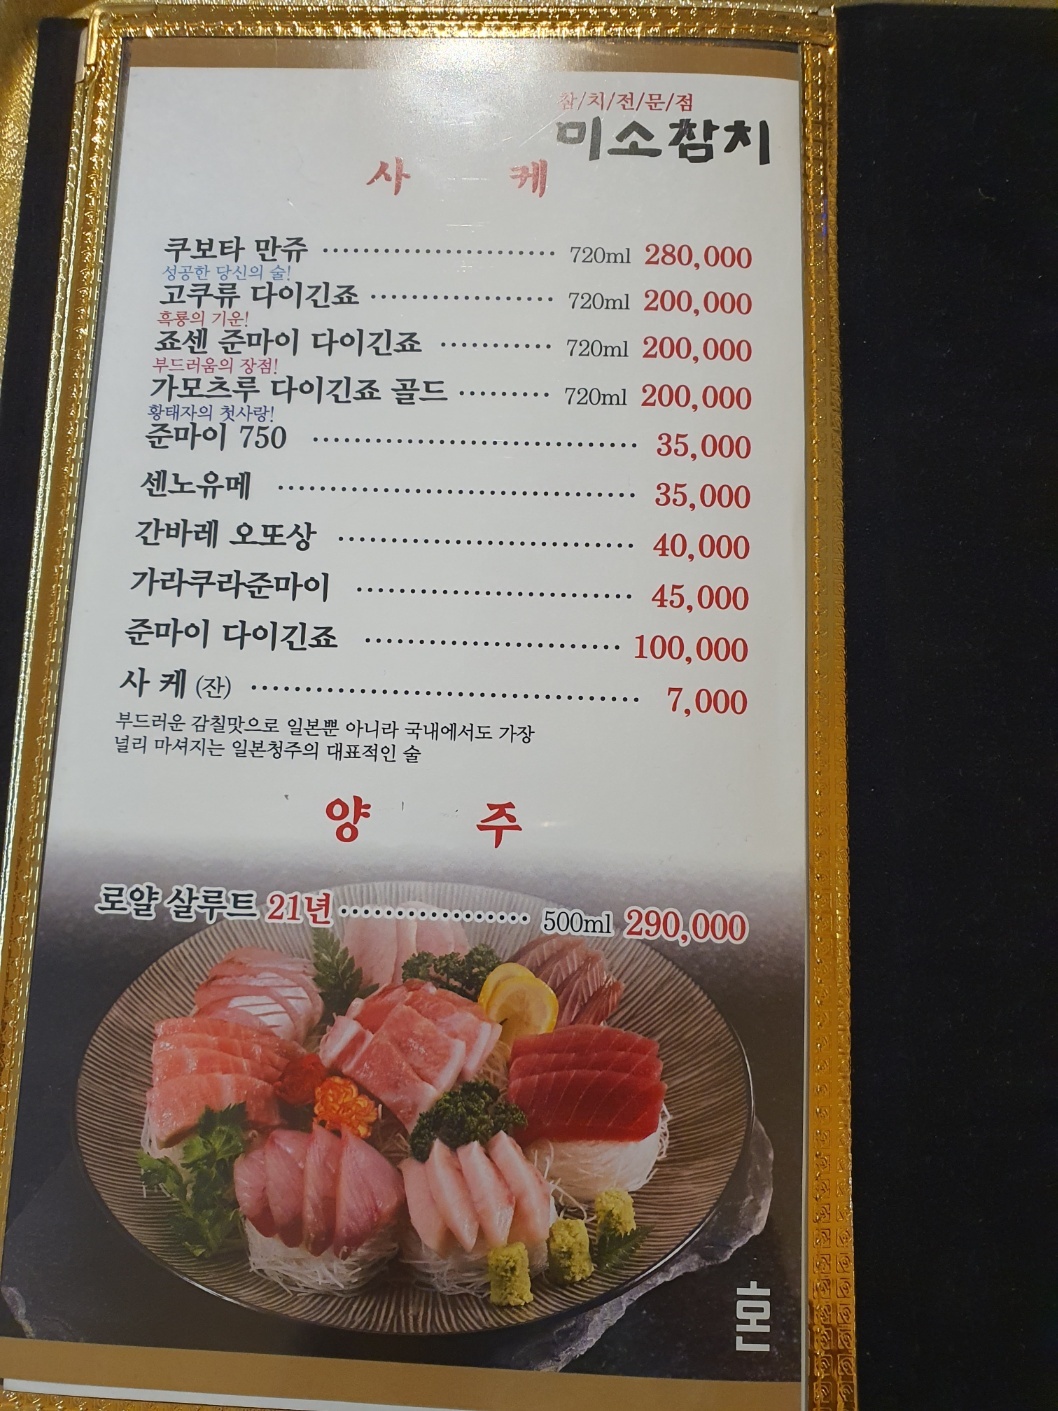 참/치/전/문/점
미소참치
사 케
쿠보타 만쥬 ........................ 720ml 280,000
성공한 당신의 술!
고쿠류 다이긴죠 ................... 720ml 200,000
흑룡의 기운!
죠센 준마이 다이긴죠 ........... 720ml 200,000
부드러움의 장점!
가모츠루 다이긴죠 골드 ......... 720ml 200,000
황태자의 첫사랑!
준마이 750 ................................. 35,000
센노유메 .................................... 35,000
간바레 오또상 .............................. 40,000
가라쿠라준마이 ............................ 45,000
준마이 다이긴죠 .......................... 100,000
사 케 (잔) ....................................... 7,000
부드러운 감칠맛으로 일본뿐 아니라 국내에서도 가장
널리 마셔지는 일본청주의 대표적인 술
양 주
로얄 살루트 21년 .................. 500ml 290,000
혼